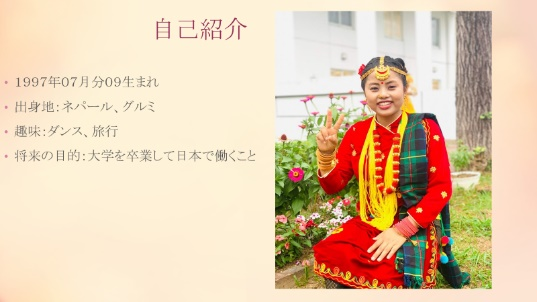 自己紹介
• 1997年07月分09生まれ
• 出身地：ネパール、グルミ
• 趣味：ダンス、旅行
• 将来の目的：大学を卒業して日本で働くこと